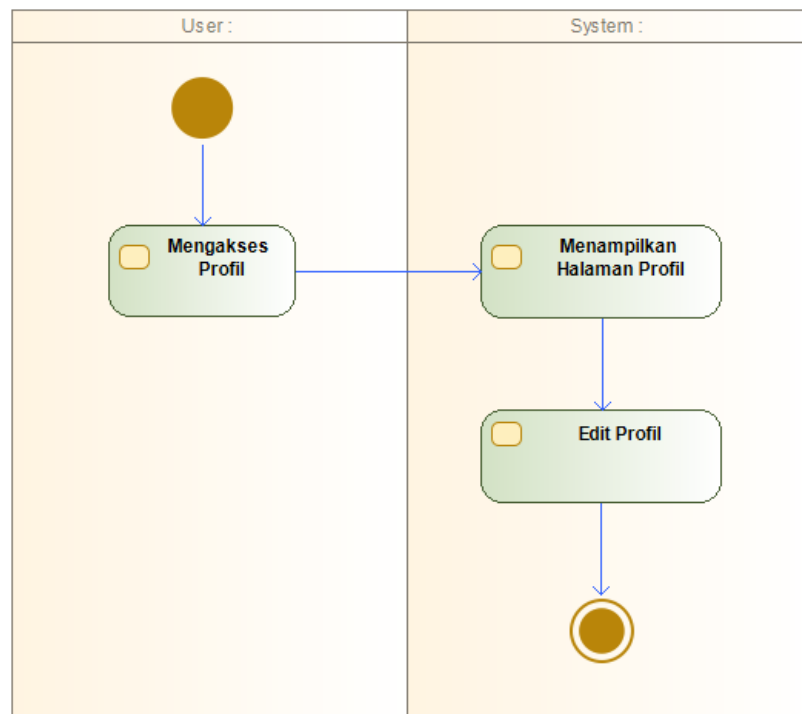 User :
System :
Mengakses
Profil
Menampilkan
Halaman Profil
Edit Profil